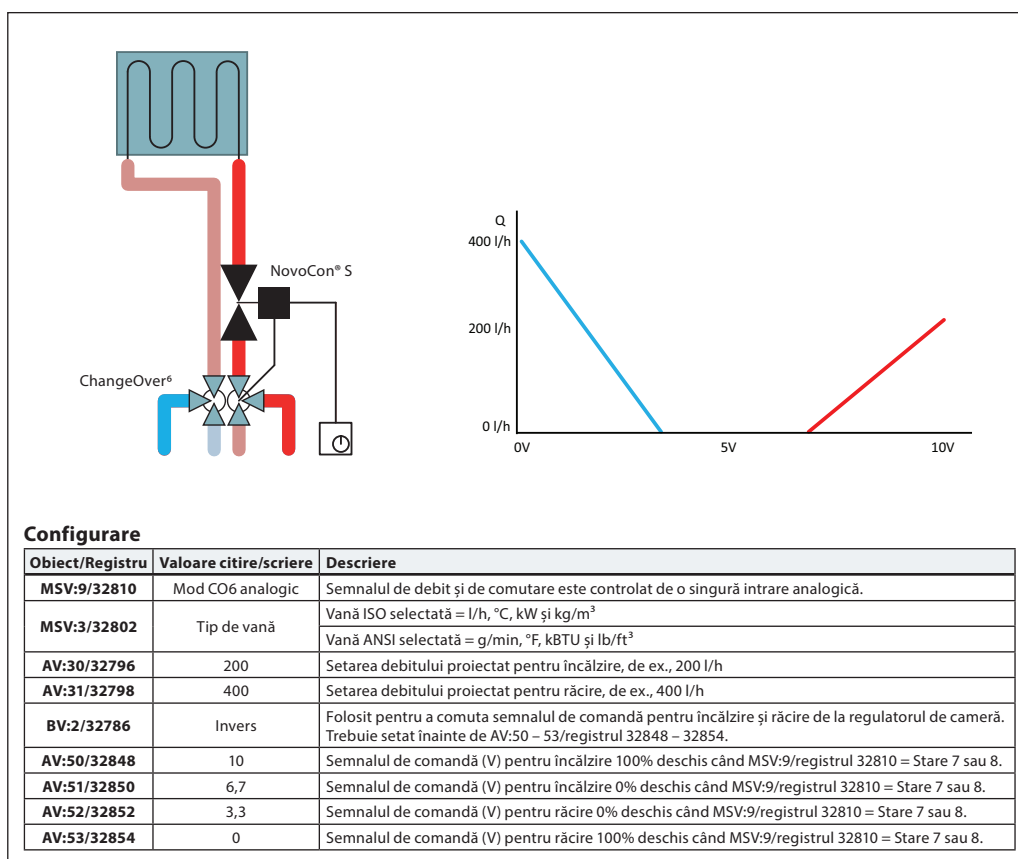 NovoCon® S
ChangeOver⁶
Q
400 l/h
200 l/h
0 l/h
0V 5V 10V
Configurare
Obiect/Registru Valoare citire/scriere Descriere
MSV:9/32810 Mod CO6 analogic Semnalul de debit și de comutare este controlat de o singură intrare analogică.
MSV:3/32802 Tip de vană Vană ISO selectată = l/h, °C, kW și kg/m³
Vană ANSI selectată = g/min, °F, kBTU și lb/ft³
AV:30/32796 200 Setarea debitului proiectat pentru încălzire, de ex., 200 l/h
AV:31/32798 400 Setarea debitului proiectat pentru răcire, de ex., 400 l/h
BV:2/32786 Invers Folosit pentru a comuta semnalul de comandă pentru încălzire și răcire de la regulatorul de cameră.
Trebuie setat înainte de AV:50 – 53/registrul 32848 – 32854.
AV:50/32848 10 Semnalul de comandă (V) pentru încălzire 100% deschis când MSV:9/registrul 32810 = Stare 7 sau 8.
AV:51/32850 6,7 Semnalul de comandă (V) pentru încălzire 0% deschis când MSV:9/registrul 32810 = Stare 7 sau 8.
AV:52/32852 3,3 Semnalul de comandă (V) pentru răcire 0% deschis când MSV:9/registrul 32810 = Stare 7 sau 8.
AV:53/32854 0 Semnalul de comandă (V) pentru răcire 100% deschis când MSV:9/registrul 32810 = Stare 7 sau 8.